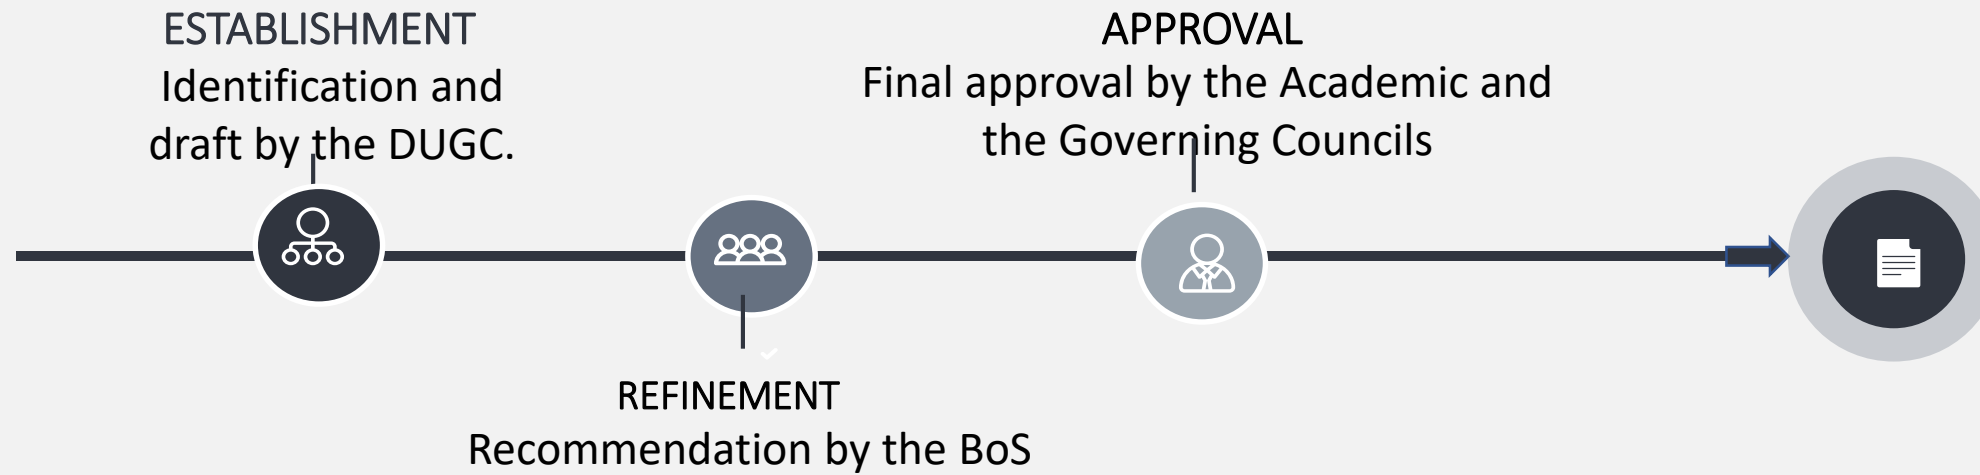 ESTABLISHMENT
Identification and
draft by the DUGC.
APPROVAL
Final approval by the Academic and
the Governing Councils
REFINEMENT
Recommendation by the BoS